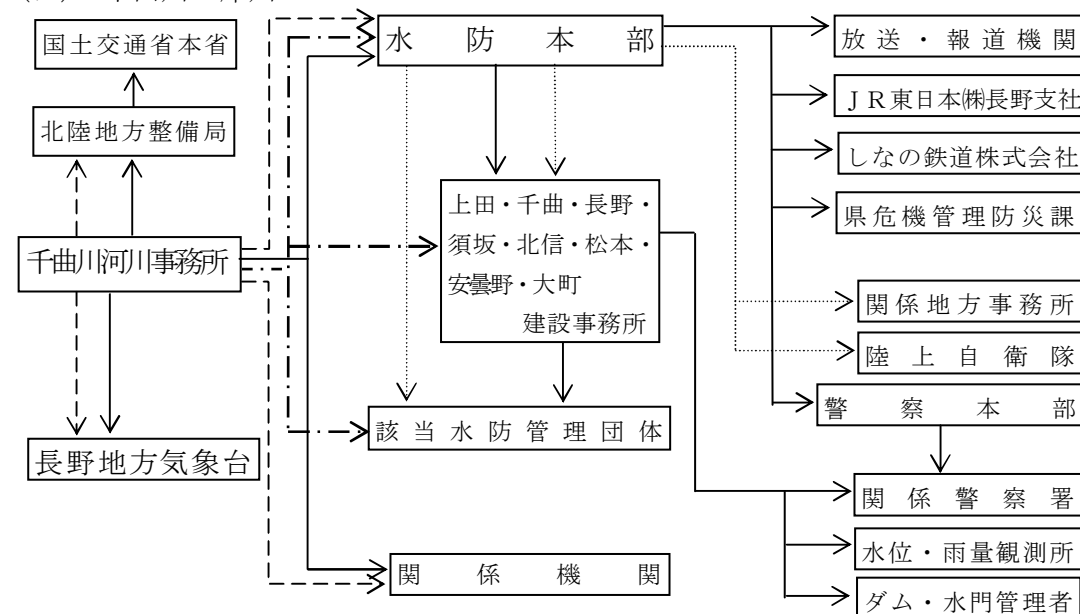 国土交通省本省
北陸地方整備局
千曲川河川事務所
長野地方気象台
水防本部
上田・千曲・長野・
須坂・北信・松本・
安曇野・大町
建設事務所
該当水防管理団体
関係機関
放送・報道機関
ＪＲ東日本㈱長野支社
しなの鉄道株式会社
県危機管理防災課
関係地方事務所
陸上自衛隊
警察本部
関係警察署
水位・雨量観測所
ダム・水門管理者